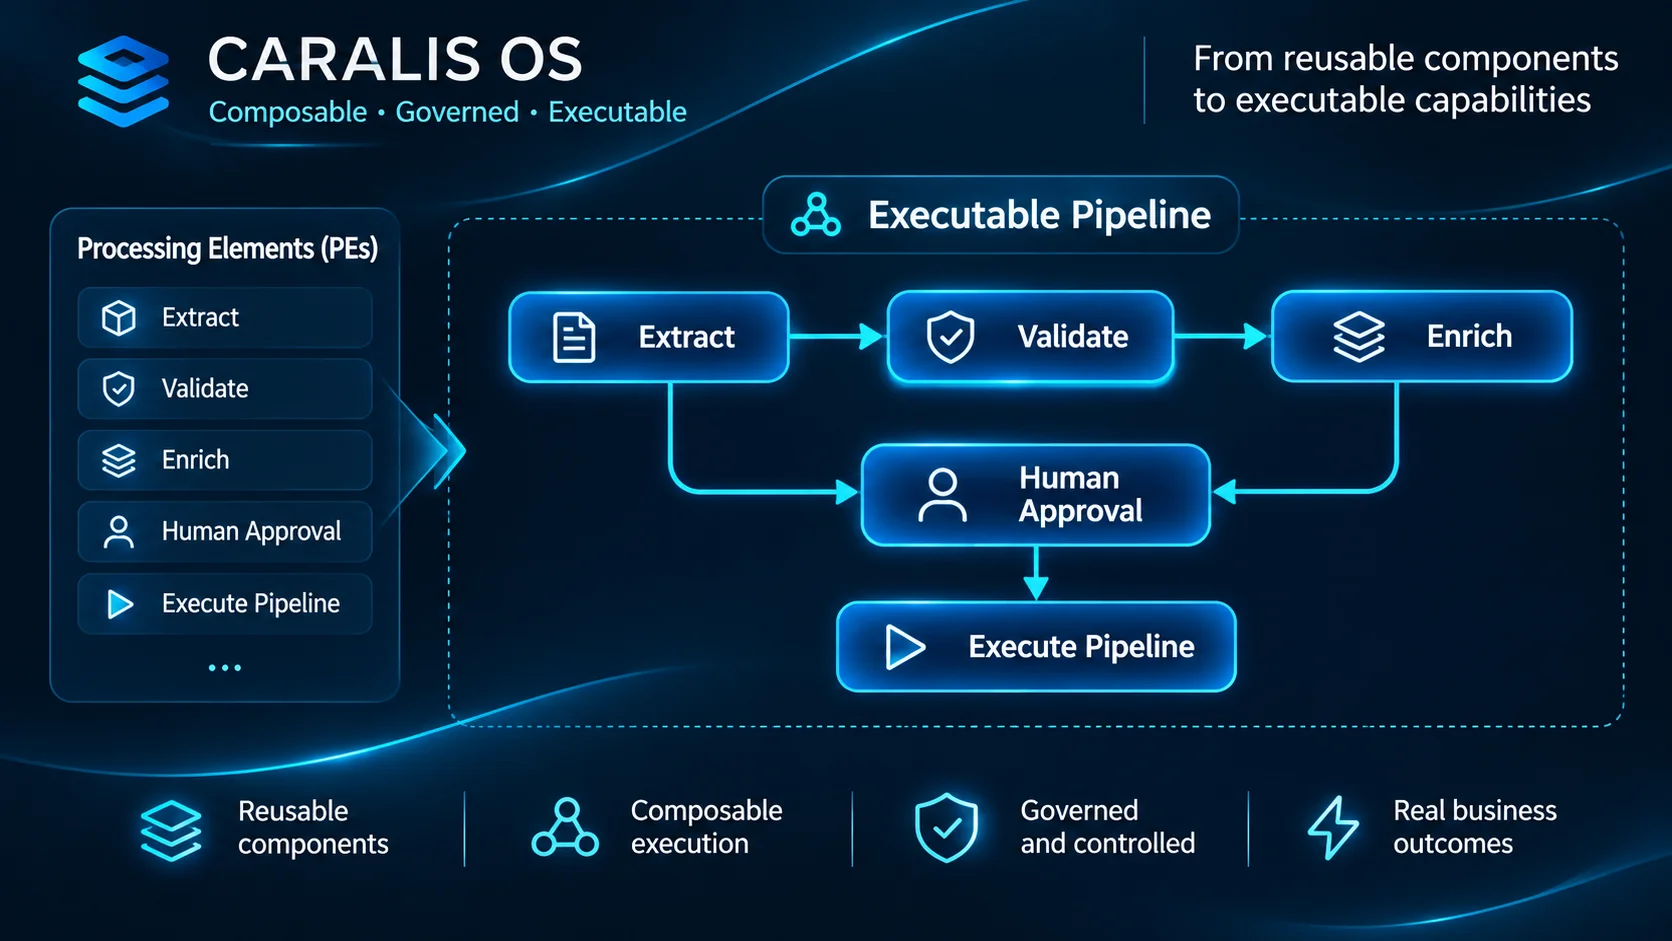 CARALIS OS
Composable • Governed • Executable
From reusable components
to executable capabilities
Processing Elements (PEs)
Extract
Validate
Enrich
Human Approval
Execute Pipeline
...
Executable Pipeline
Extract
Validate
Enrich
Human
Approval
Execute Pipeline
Reusable
components
Composable
execution
Governed
and controlled
Real business
outcomes